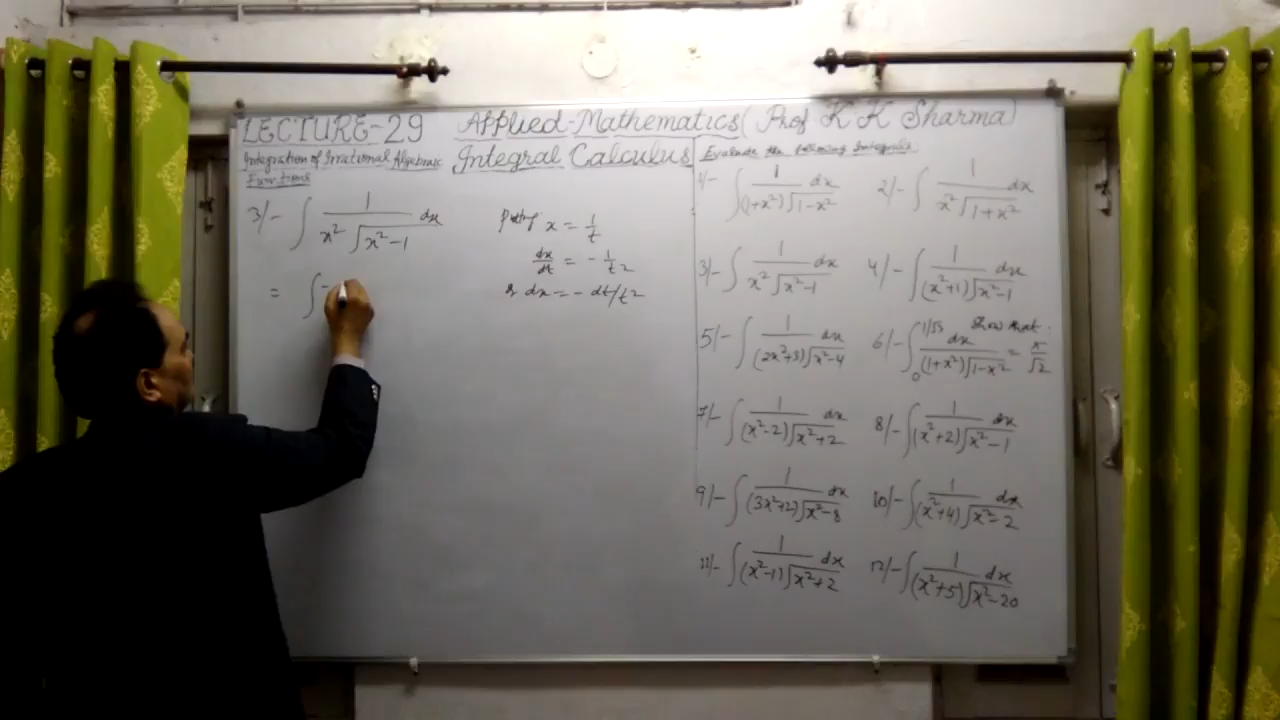 LECTURE-29 Applied-Mathematics (Prof K K Sharma)
Integration of Irrational Algebraic Functions
Integral Calculus
3/- ∫ 1/(x² √(x²-1)) dx
= ∫ -
Putting x = 1/t
dx/dt = - 1/t²
or dx = - dt/t²
Evaluate the following Integrals
1/- ∫ 1/((1+x²)√(1-x²)) dx
2/- ∫ 1/(x²√(1+x²)) dx
3/- ∫ 1/(x²√(x²-1)) dx
4/- ∫ 1/((x²+1)√(x²-1)) dx
5/- ∫ 1/((2x²+3)√(x²-4)) dx
6/- ∫ dx/((1+x²)√(1-x²)) = Show that
7/- ∫ 1/((x²-2)√(x²+2)) dx
8/- ∫ 1/((x²+2)√(x²-1)) dx
9/- ∫ 1/((3x²+2)√(x²-8)) dx
10/- ∫ 1/((x²+4)√(x²-2)) dx
11/- ∫ 1/((x²-1)√(x²+2)) dx
12/- ∫ 1/((x²+5)√(x²-20)) dx